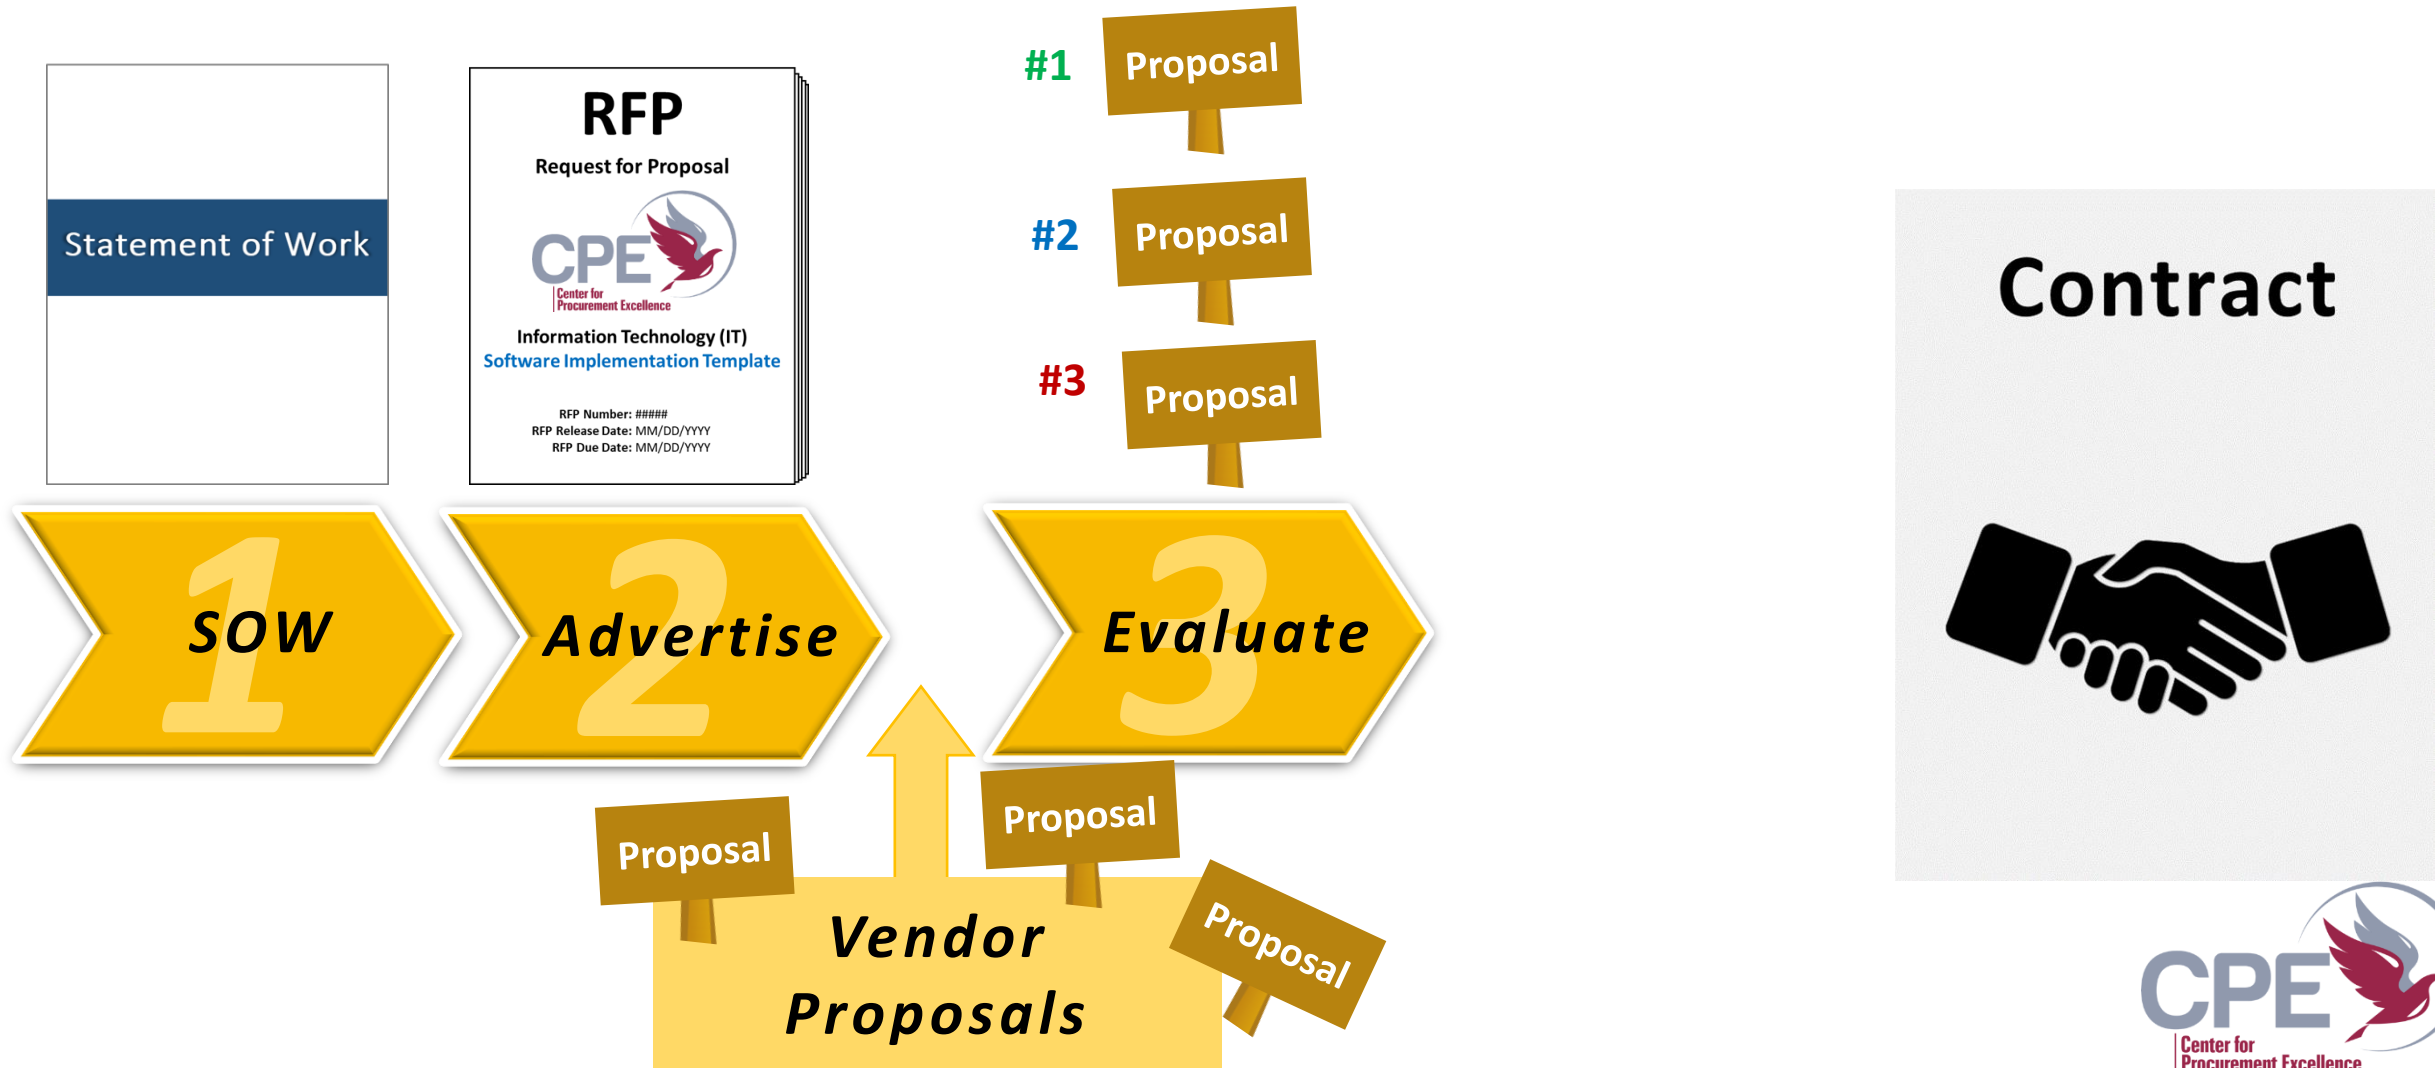 Statement of Work
RFP
Request for Proposal
CPE
Center for
Procurement Excellence
Information Technology (IT)
Software Implementation Template
RFP Number: #####
RFP Release Date: MM/DD/YYYY
RFP Due Date: MM/DD/YYYY
#1 Proposal
#2 Proposal
#3 Proposal
Contract
1
SOW
2
Advertise
3
Evaluate
Proposal
Proposal
Proposal
Vendor
Proposals
CPE
Center for
Procurement Excellence